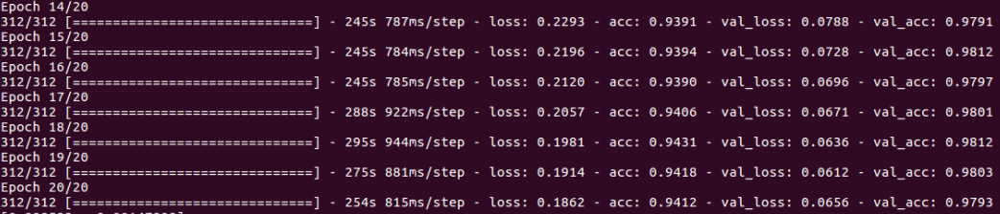 Epoch 14/20
312/312 [==============================] - 245s 787ms/step - loss: 0.2293 - acc: 0.9391 - val_loss: 0.0788 - val_acc: 0.9791
Epoch 15/20
312/312 [==============================] - 245s 784ms/step - loss: 0.2196 - acc: 0.9394 - val_loss: 0.0728 - val_acc: 0.9812
Epoch 16/20
312/312 [==============================] - 245s 785ms/step - loss: 0.2120 - acc: 0.9390 - val_loss: 0.0696 - val_acc: 0.9797
Epoch 17/20
312/312 [==============================] - 288s 922ms/step - loss: 0.2057 - acc: 0.9406 - val_loss: 0.0671 - val_acc: 0.9801
Epoch 18/20
312/312 [==============================] - 295s 944ms/step - loss: 0.1981 - acc: 0.9431 - val_loss: 0.0636 - val_acc: 0.9812
Epoch 19/20
312/312 [==============================] - 275s 881ms/step - loss: 0.1914 - acc: 0.9418 - val_loss: 0.0612 - val_acc: 0.9803
Epoch 20/20
312/312 [==============================] - 254s 815ms/step - loss: 0.1862 - acc: 0.9412 - val_loss: 0.0656 - val_acc: 0.9793